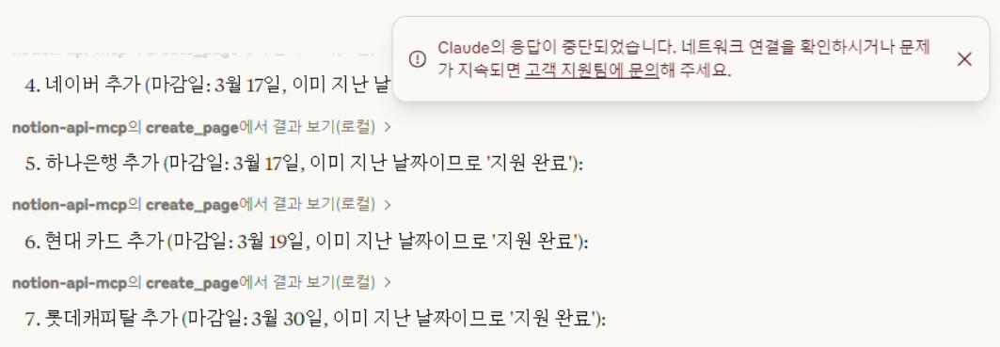 Claude의 응답이 중단되었습니다. 네트워크 연결을 확인하시거나 문제
가 지속되면 고객 지원팀에 문의해 주세요.
4. 네이버 추가 (마감일: 3월 17일, 이미 지난 날
notion-api-mcp의 create_page에서 결과 보기(로컬)
5. 하나은행 추가 (마감일: 3월 17일, 이미 지난 날짜이므로 '지원 완료'):
notion-api-mcp의 create_page에서 결과 보기(로컬)
6. 현대 카드 추가 (마감일: 3월 19일, 이미 지난 날짜이므로 '지원 완료'):
notion-api-mcp의 create_page에서 결과 보기(로컬)
7. 롯데캐피탈 추가 (마감일: 3월 30일, 이미 지난 날짜이므로 '지원 완료'):